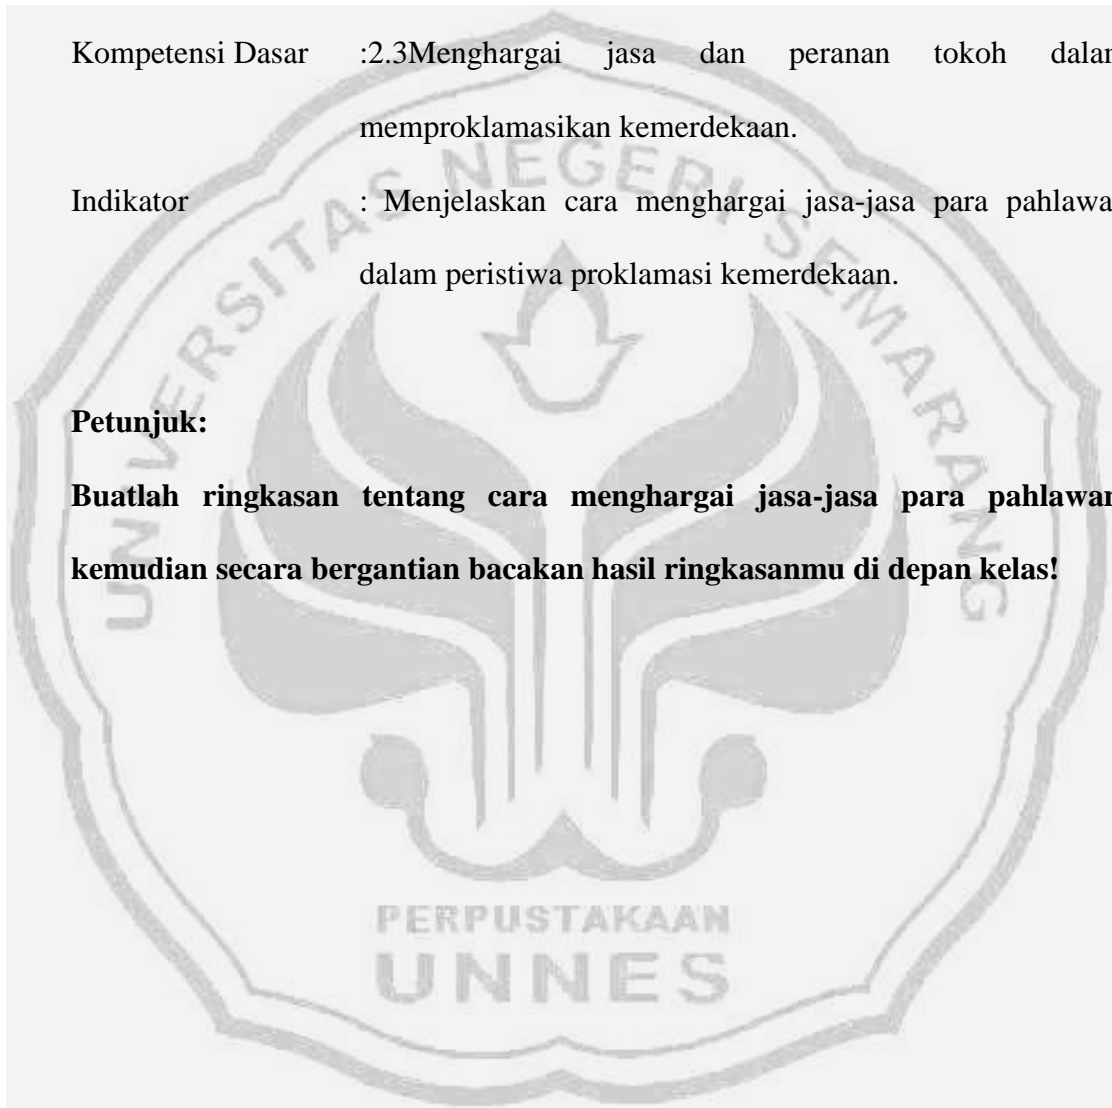 Kompetensi Dasar :2.3Menghargai jasa dan peranan tokoh dalam
memproklamasikan kemerdekaan.
Indikator : Menjelaskan cara menghargai jasa-jasa para pahlawa
dalam peristiwa proklamasi kemerdekaan.
Petunjuk:
Buatlah ringkasan tentang cara menghargai jasa-jasa para pahlawan
kemudian secara bergantian bacakan hasil ringkasanmu di depan kelas!
UNIVERSITAS NEGERI SEMARANG
PERPUSTAKAAN
UNNES